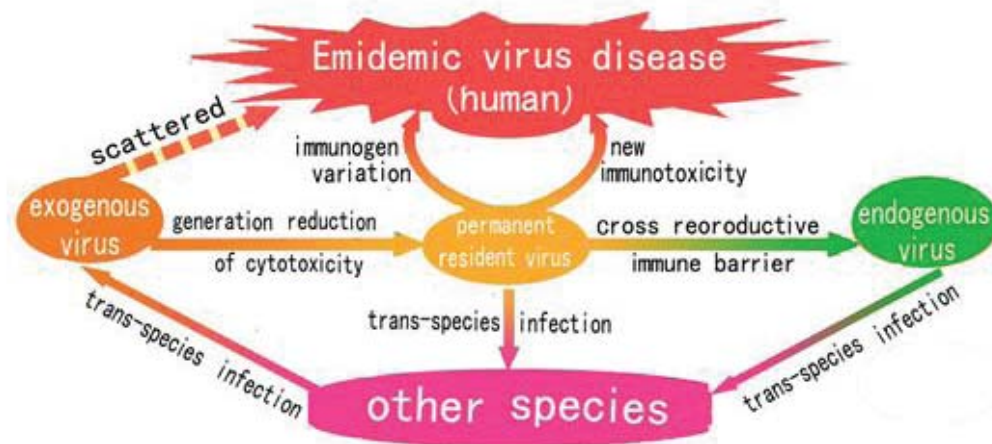 Emidemic virus disease
(human)
scattered
immunogen
variation
new
immunotoxicity
exogenous
virus
generation reduction
of cytotoxicity
permanent
resident virus
cross reoroductive
immune barrier
endogenous
virus
trans-species infection
trans-species infection
trans-species infection
other species